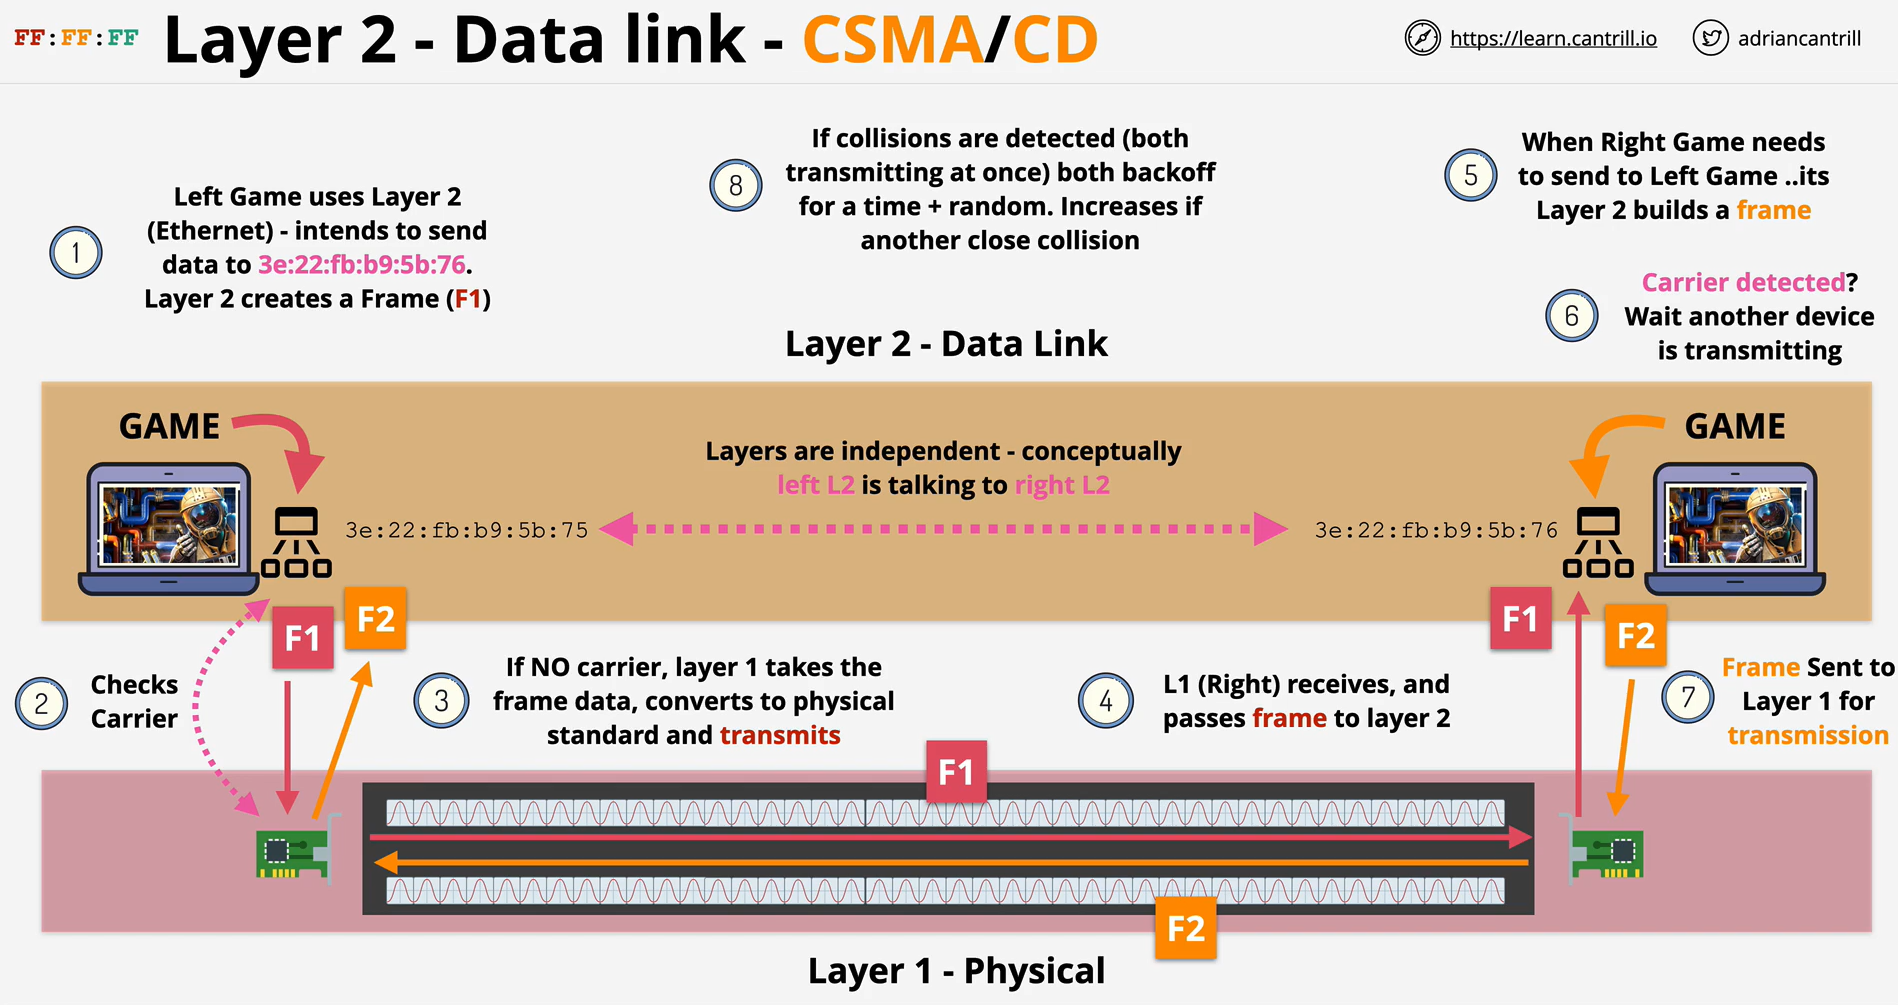 FF:FF:FF
Layer 2 - Data link - CSMA/CD
https://learn.cantrill.io
adriancantrill
1
Left Game uses Layer 2
(Ethernet) - intends to send
data to 3e:22:fb:b9:5b:76.
Layer 2 creates a Frame (F1)
8
If collisions are detected (both
transmitting at once) both backoff
for a time + random. Increases if
another close collision
5
When Right Game needs
to send to Left Game ..its
Layer 2 builds a frame
6
Carrier detected?
Wait another device
is transmitting
Layer 2 - Data Link
GAME
Layers are independent - conceptually
left L2 is talking to right L2
GAME
3e:22:fb:b9:5b:75
3e:22:fb:b9:5b:76
F1
F2
F1
F2
2
Checks
Carrier
3
If NO carrier, layer 1 takes the
frame data, converts to physical
standard and transmits
4
L1 (Right) receives, and
passes frame to layer 2
7
Frame Sent to
Layer 1 for
transmission
F1
F2
Layer 1 - Physical